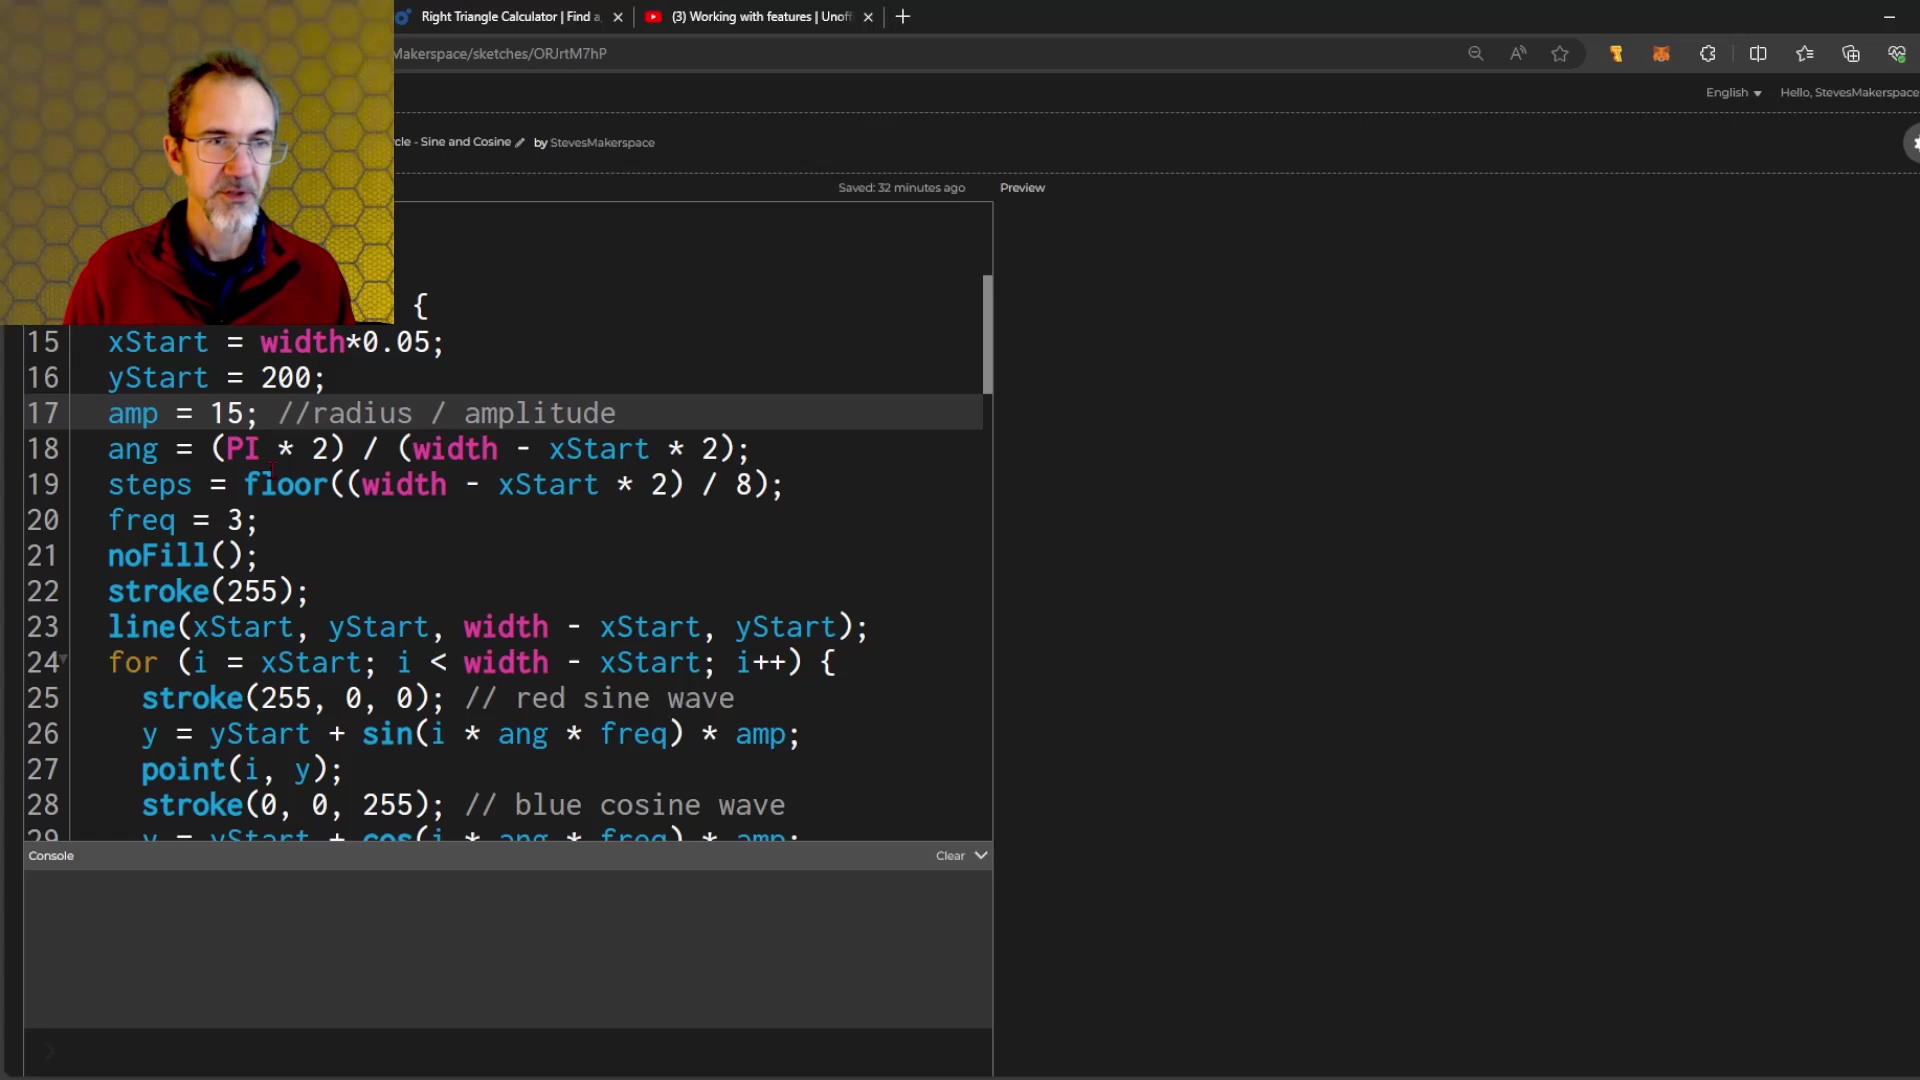 Right Triangle Calculator | Find a
(3) Working with features | Unoff
Makerspace/sketches/ORJrtM7hP
English
Hello, StevesMakerspace
cle - Sine and Cosine
by StevesMakerspace
Saved: 32 minutes ago
Preview
{
15 xStart = width*0.05;
16 yStart = 200;
17 amp = 15; //radius / amplitude
18 ang = (PI * 2) / (width - xStart * 2);
19 steps = floor((width - xStart * 2) / 8);
20 freq = 3;
21 noFill();
22 stroke(255);
23 line(xStart, yStart, width - xStart, yStart);
24 for (i = xStart; i < width - xStart; i++) {
25 stroke(255, 0, 0); // red sine wave
26 y = yStart + sin(i * ang * freq) * amp;
27 point(i, y);
28 stroke(0, 0, 255); // blue cosine wave
29 y = yStart + cos(i * ang * freq) * amp;
Console
Clear